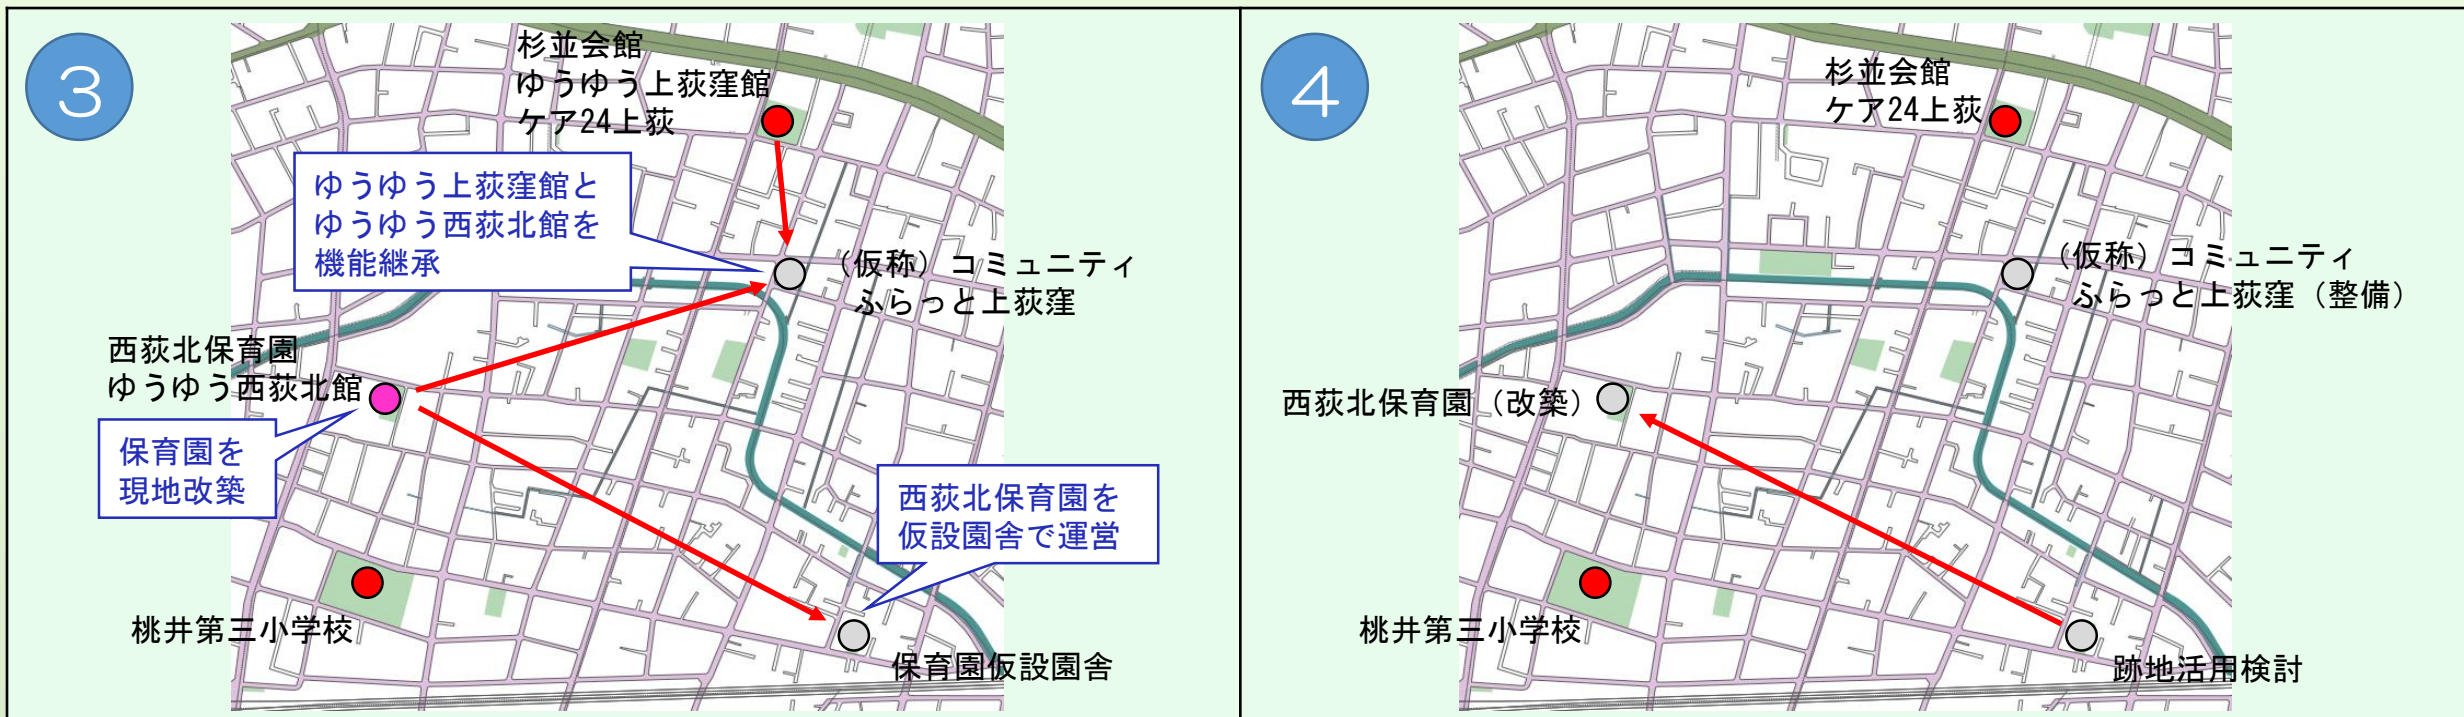 3
杉並会館
ゆうゆう上荻窪館
ケア24上荻
ゆうゆう上荻窪館と
ゆうゆう西荻北館を
機能継承
（仮称）コミュニティ
ふらっと上荻窪
西荻北保育園
ゆうゆう西荻北館
保育園を
現地改築
西荻北保育園を
仮設園舎で運営
桃井第三小学校
保育園仮設園舎
4
杉並会館
ケア24上荻
（仮称）コミュニティ
ふらっと上荻窪（整備）
西荻北保育園（改築）
桃井第三小学校
跡地活用検討